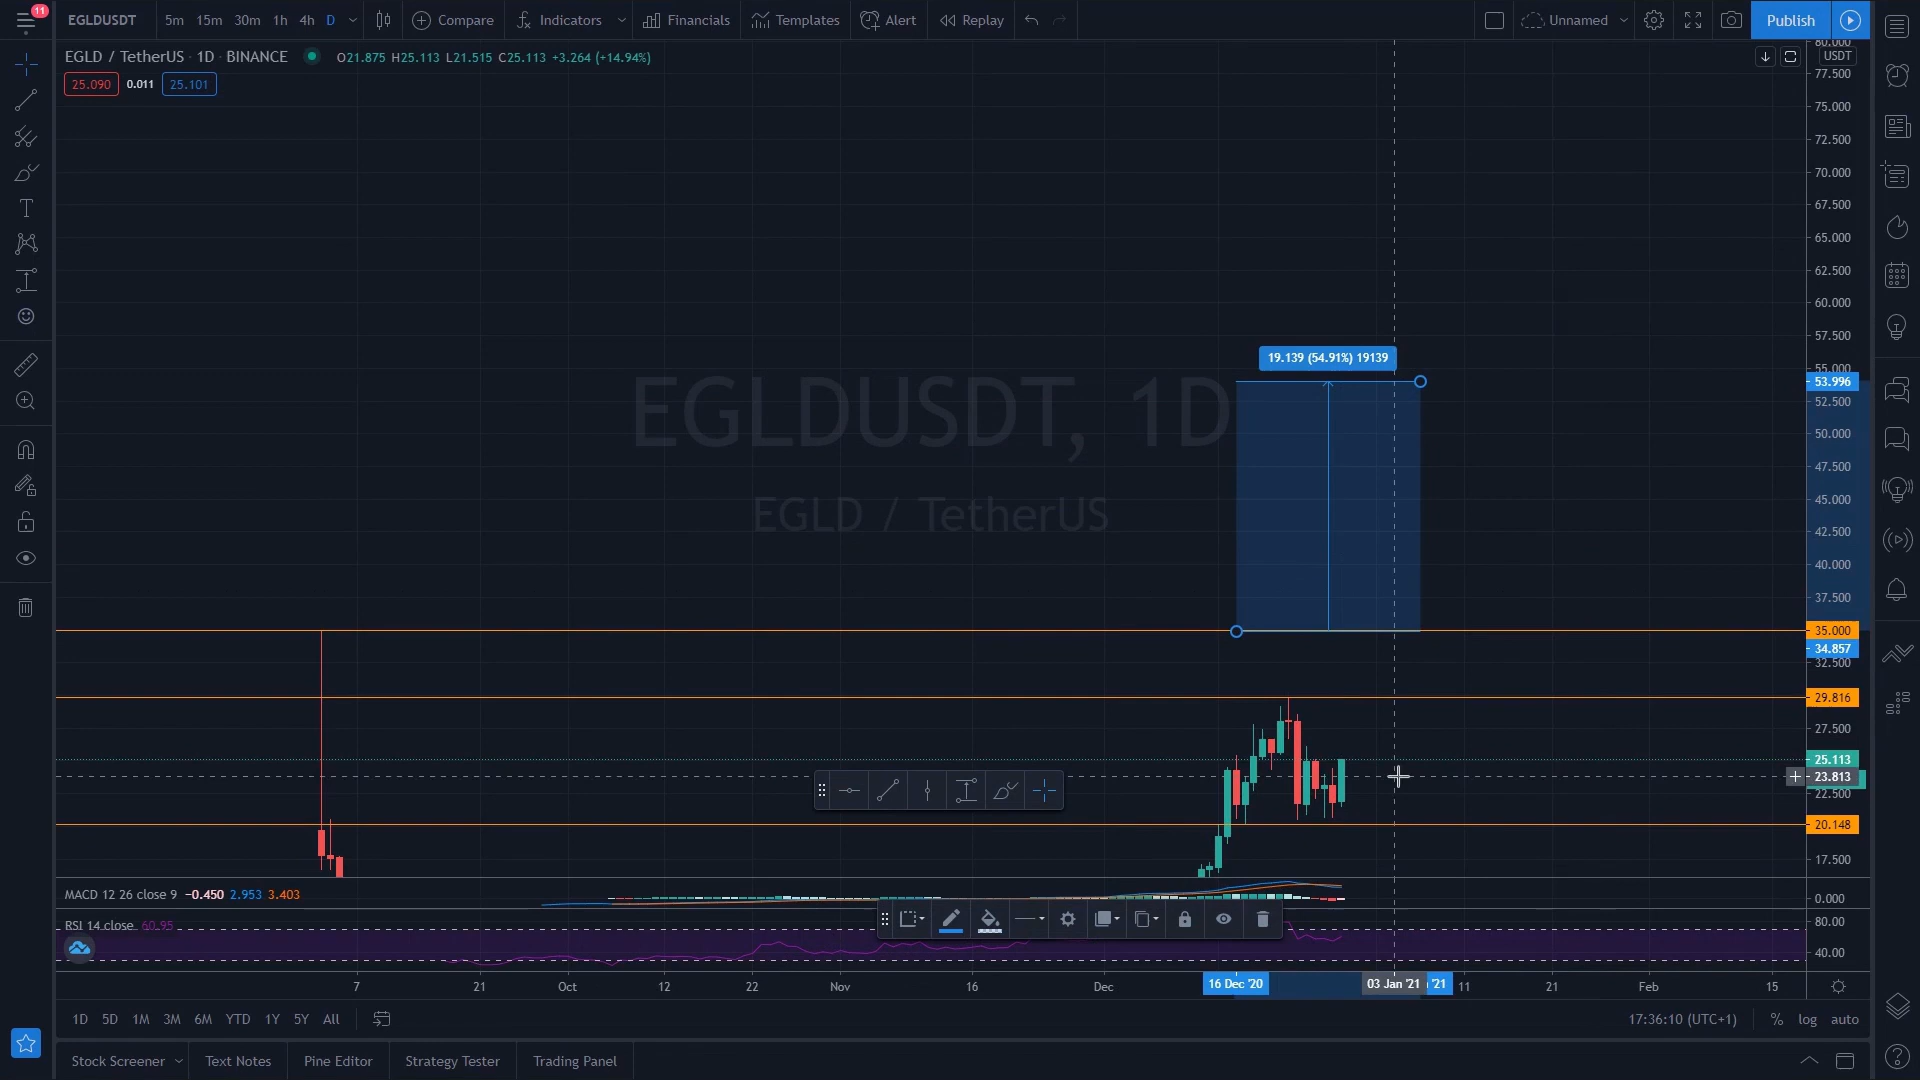 11
EGLDUSDT 5m 15m 30m 1h 4h D Compare Indicators Financials Templates Alert Replay Unnamed Publish
EGLD / TetherUS · 1D · BINANCE O21.875 H25.113 L21.515 C25.113 +3.264 (+14.94%)
25.090 0.011 25.101
USDT
80.000
77.500
75.000
72.500
70.000
67.500
65.000
62.500
60.000
57.500
55.000
53.996
52.500
50.000
47.500
45.000
42.500
40.000
37.500
35.000
34.857
32.500
29.816
27.500
25.113
23.813
22.500
20.148
17.500
19.139 (54.91%) 19139
EGLDUSDT, 1D
EGLD / TetherUS
MACD 12 26 close 9 −0.450 2.953 3.403
0.000
RSI 14 close 60.95
80.00
40.00
7 21 Oct 12 22 Nov 16 Dec 16 Dec '20 03 Jan '21 '21 11 21 Feb 15
1D 5D 1M 3M 6M YTD 1Y 5Y All 17:36:10 (UTC+1) % log auto
Stock Screener Text Notes Pine Editor Strategy Tester Trading Panel